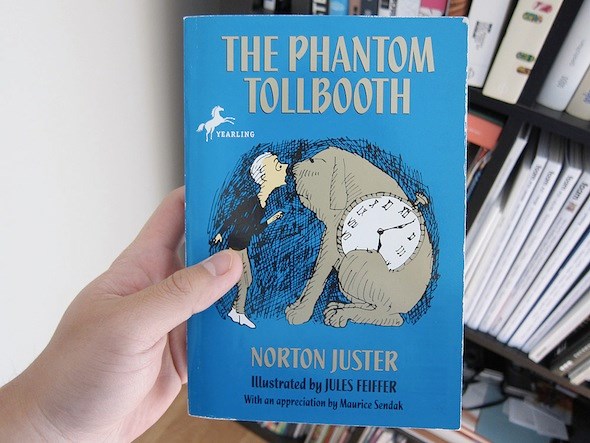 THE PHANTOM
TOLLBOOTH
YEARLING
NORTON JUSTER
Illustrated by JULES FEIFFER
With an appreciation by Maurice Sendak